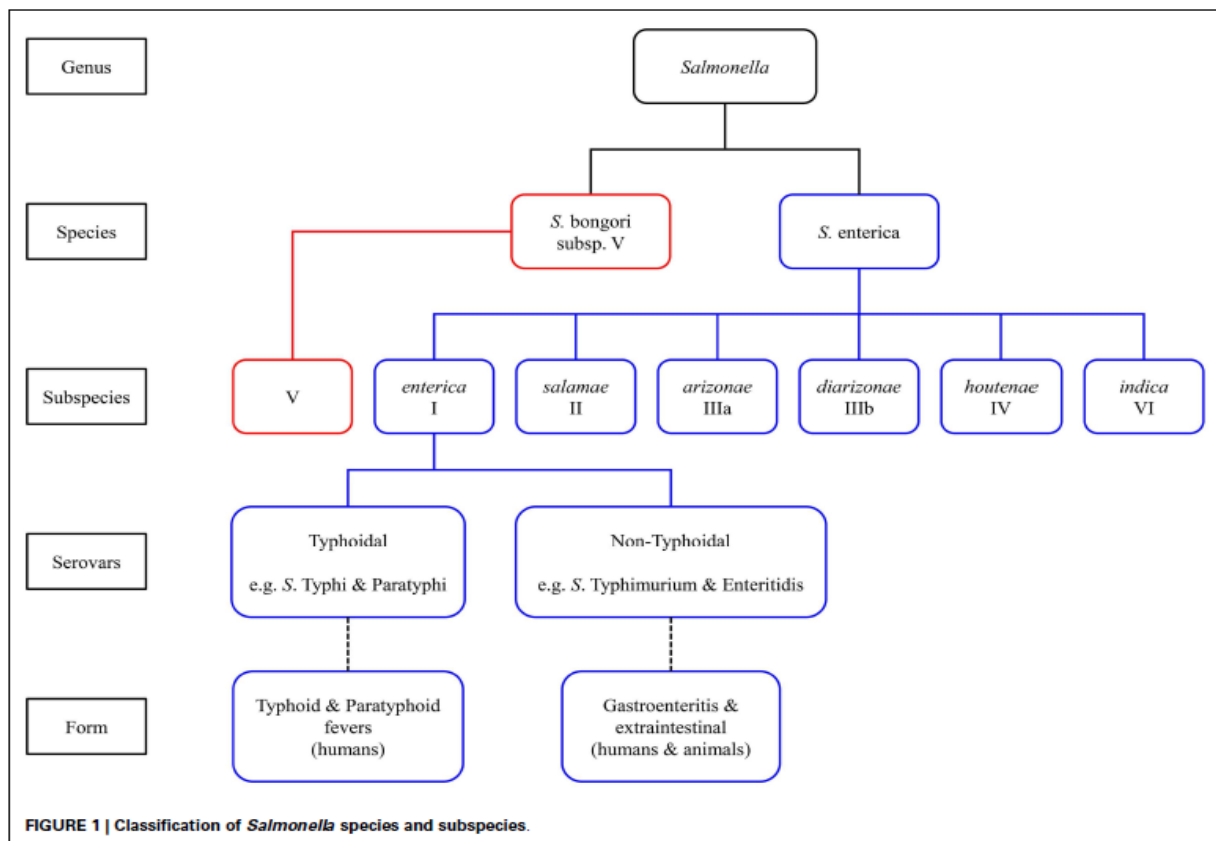 Genus
Salmonella
Species
S. bongori
subsp. V
S. enterica
Subspecies
V
enterica
I
salamae
II
arizonae
IIIa
diarizonae
IIIb
houtenae
IV
indica
VI
Serovars
Typhoidal
e.g. S. Typhi & Paratyphi
Non-Typhoidal
e.g. S. Typhimurium & Enteritidis
Form
Typhoid & Paratyphoid
fevers
(humans)
Gastroenteritis &
extraintestinal
(humans & animals)
FIGURE 1 | Classification of Salmonella species and subspecies.